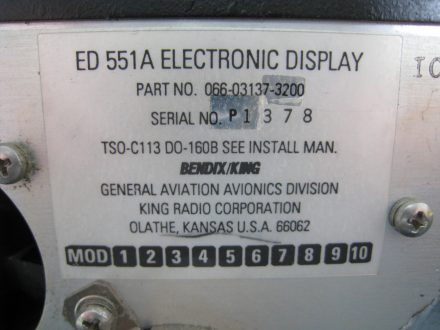 ED 551A ELECTRONIC DISPLAY
PART NO. 066-03137-3200
SERIAL NO. P1378
TSO-C113 DO-160B SEE INSTALL MAN.
BENDIX/KING
GENERAL AVIATION AVIONICS DIVISION
KING RADIO CORPORATION
OLATHE, KANSAS U.S.A. 66062
MOD 1 2 3 4 5 6 7 8 9 10